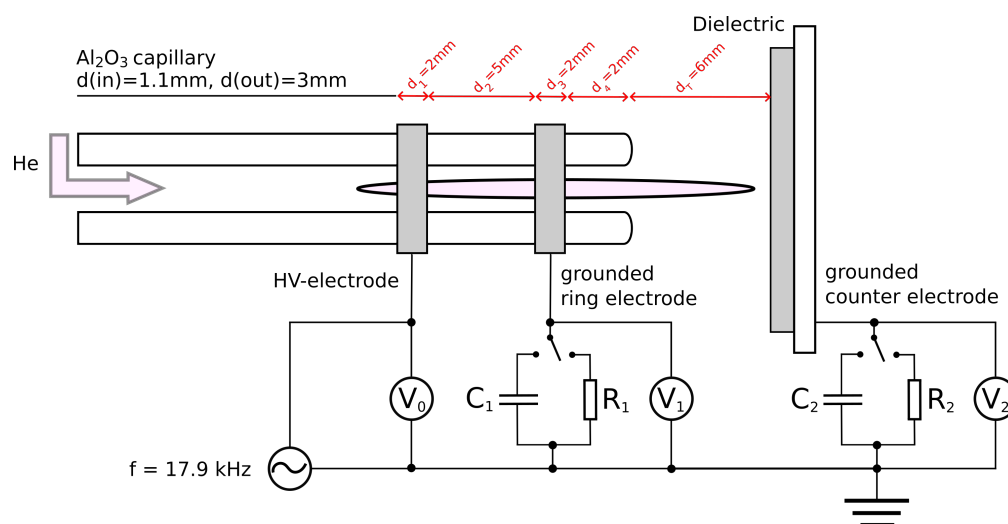 Dielectric
Al₂O₃ capillary
d(in)=1.1mm, d(out)=3mm
d₁=2mm
d₂=5mm
d₃=2mm
d₄=2mm
dₜ=6mm
He
HV-electrode
grounded
ring electrode
grounded
counter electrode
V₀
C₁
R₁
V₁
C₂
R₂
V₂
f = 17.9 kHz